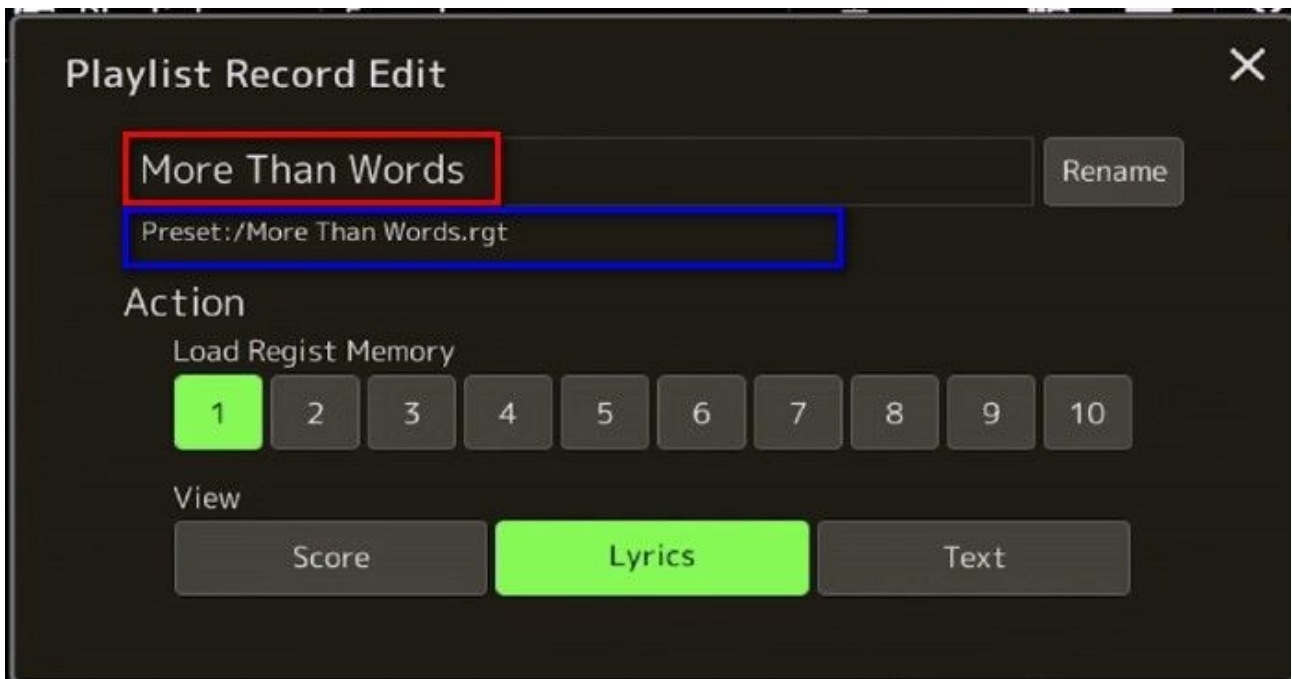 Playlist Record Edit
More Than Words
Rename
Preset:/More Than Words.rgt
Action
Load Regist Memory
1 2 3 4 5 6 7 8 9 10
View
Score Lyrics Text